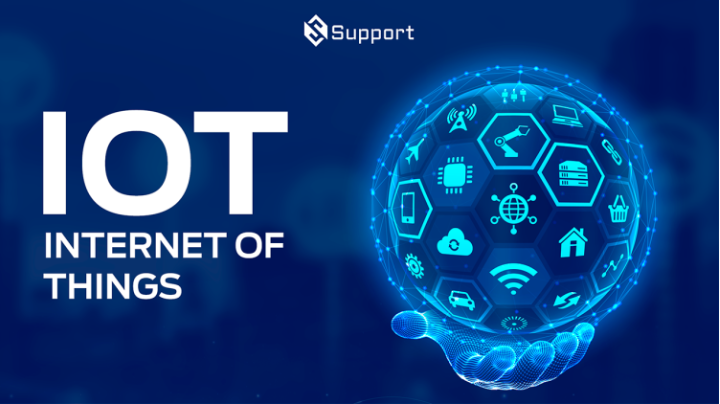 Support
IOT
INTERNET OF
THINGS